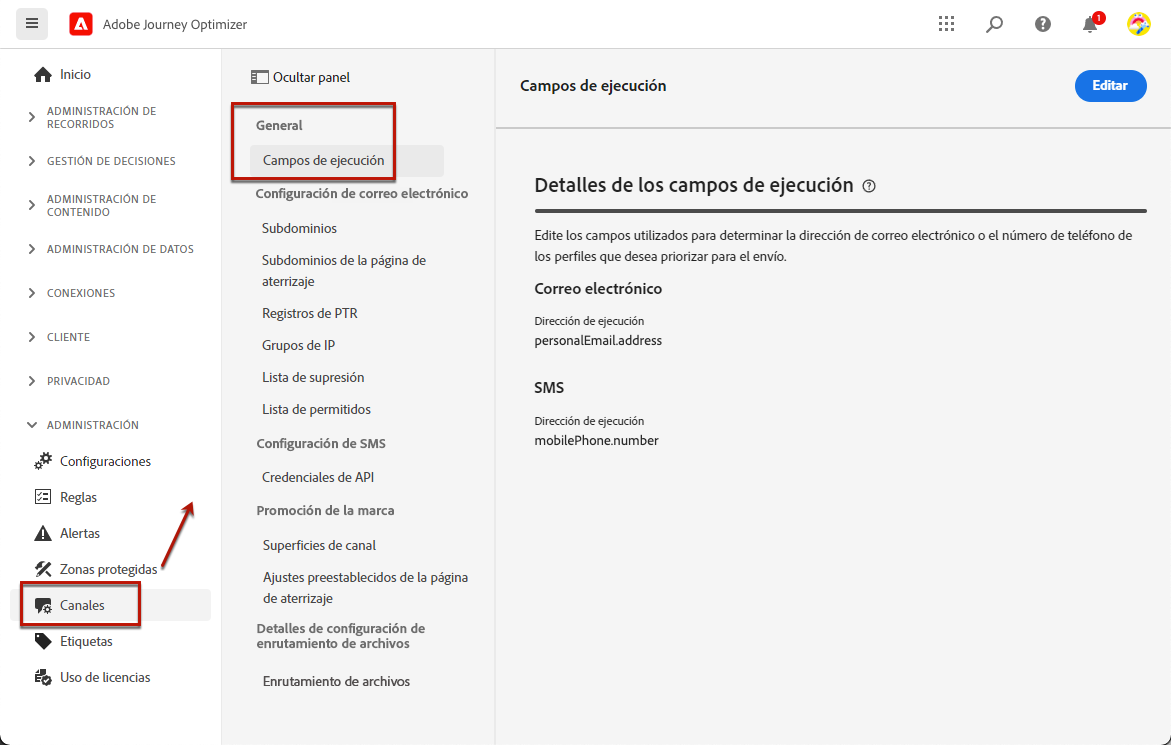 Adobe Journey Optimizer
1
Inicio
ADMINISTRACIÓN DE
RECORRIDOS
GESTIÓN DE DECISIONES
ADMINISTRACIÓN DE
CONTENIDO
ADMINISTRACIÓN DE DATOS
CONEXIONES
CLIENTE
PRIVACIDAD
ADMINISTRACIÓN
Configuraciones
Reglas
Alertas
Zonas protegidas
Canales
Etiquetas
Uso de licencias
Ocultar panel
General
Campos de ejecución
Configuración de correo electrónico
Subdominios
Subdominios de la página de
aterrizaje
Registros de PTR
Grupos de IP
Lista de supresión
Lista de permitidos
Configuración de SMS
Credenciales de API
Promoción de la marca
Superficies de canal
Ajustes preestablecidos de la página
de aterrizaje
Detalles de configuración de
enrutamiento de archivos
Enrutamiento de archivos
Campos de ejecución
Editar
Detalles de los campos de ejecución
Edite los campos utilizados para determinar la dirección de correo electrónico o el número de teléfono de
los perfiles que desea priorizar para el envío.
Correo electrónico
Dirección de ejecución
personalEmail.address
SMS
Dirección de ejecución
mobilePhone.number